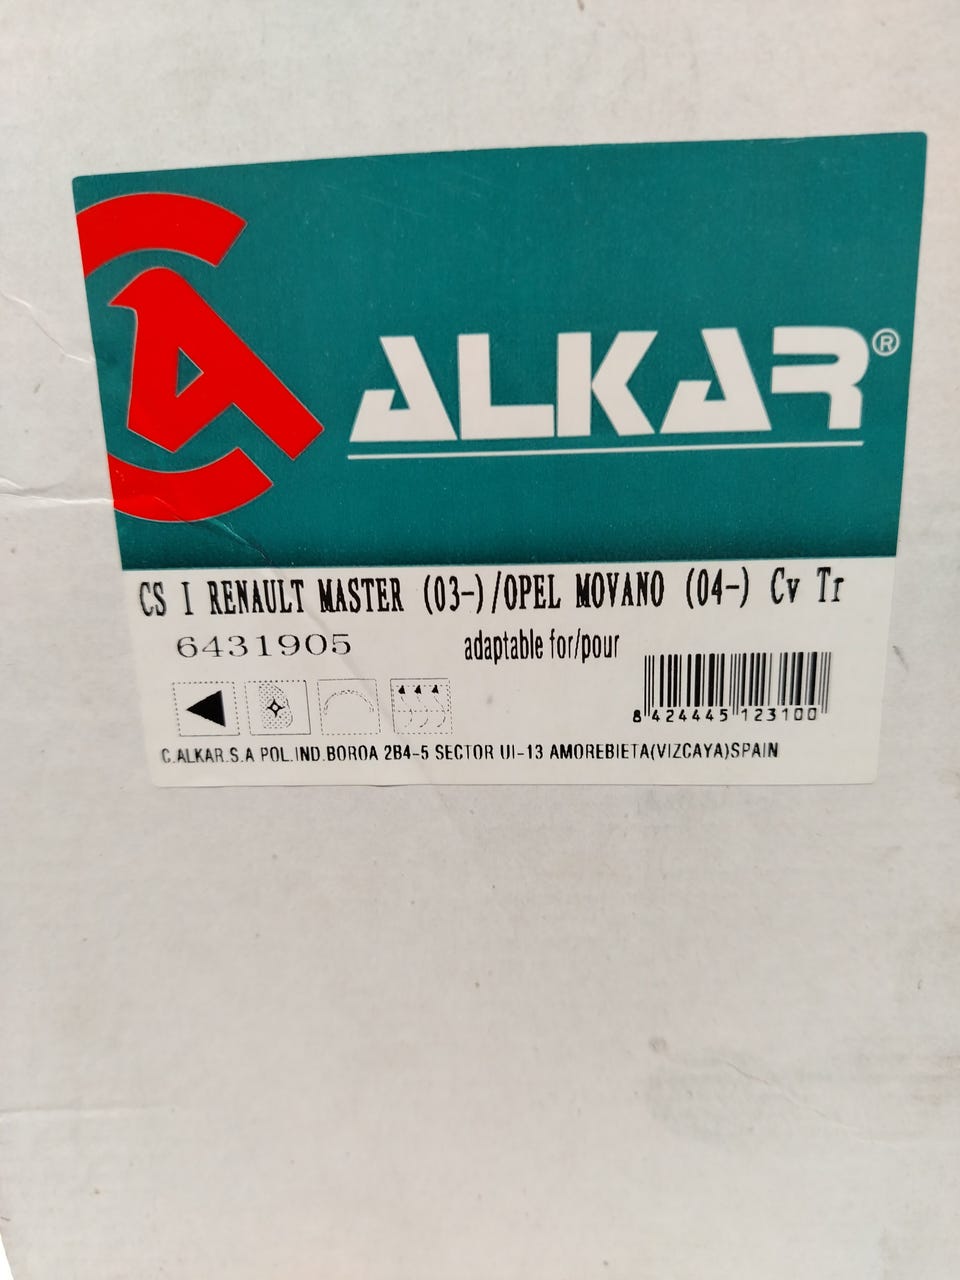 ALKAR®
CS I RENAULT MASTER (03-)/OPEL MOVANO (04-) Cv Tr
6431905 adaptable for/pour
8 424445 123100
C.ALKAR.S.A POL.IND.BOROA 2B4-5 SECTOR UI-13 AMOREBIETA(VIZCAYA)SPAIN